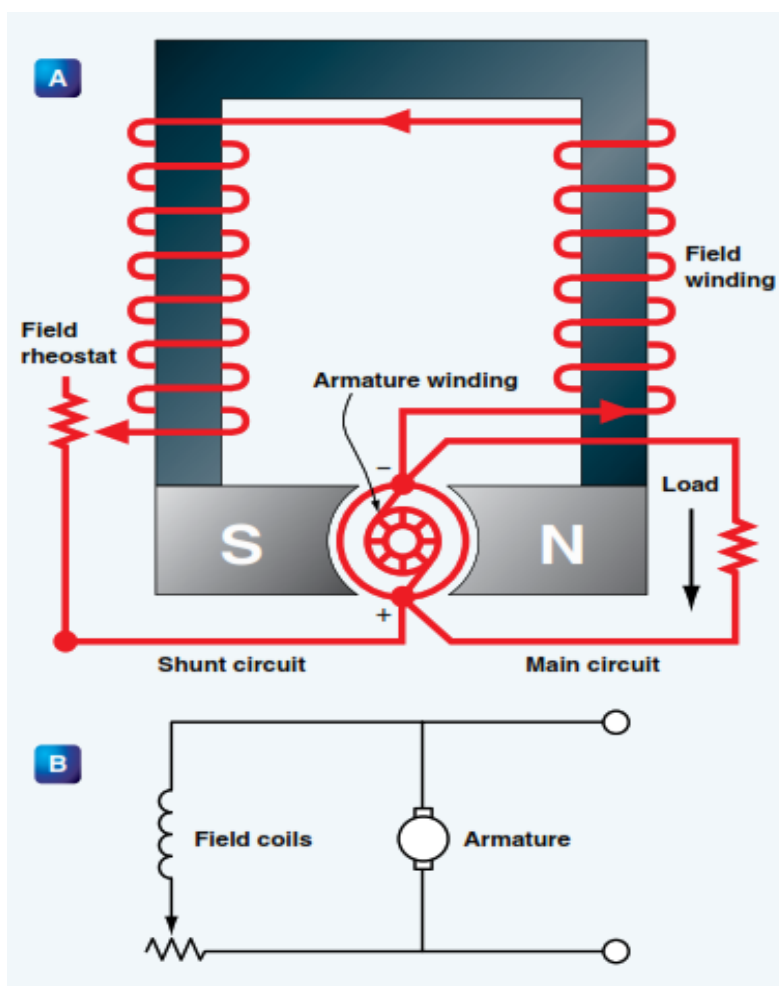 A
Field
winding
Field
rheostat
Armature winding
−
Load
S
N
+
Shunt circuit
Main circuit
B
Field coils
Armature